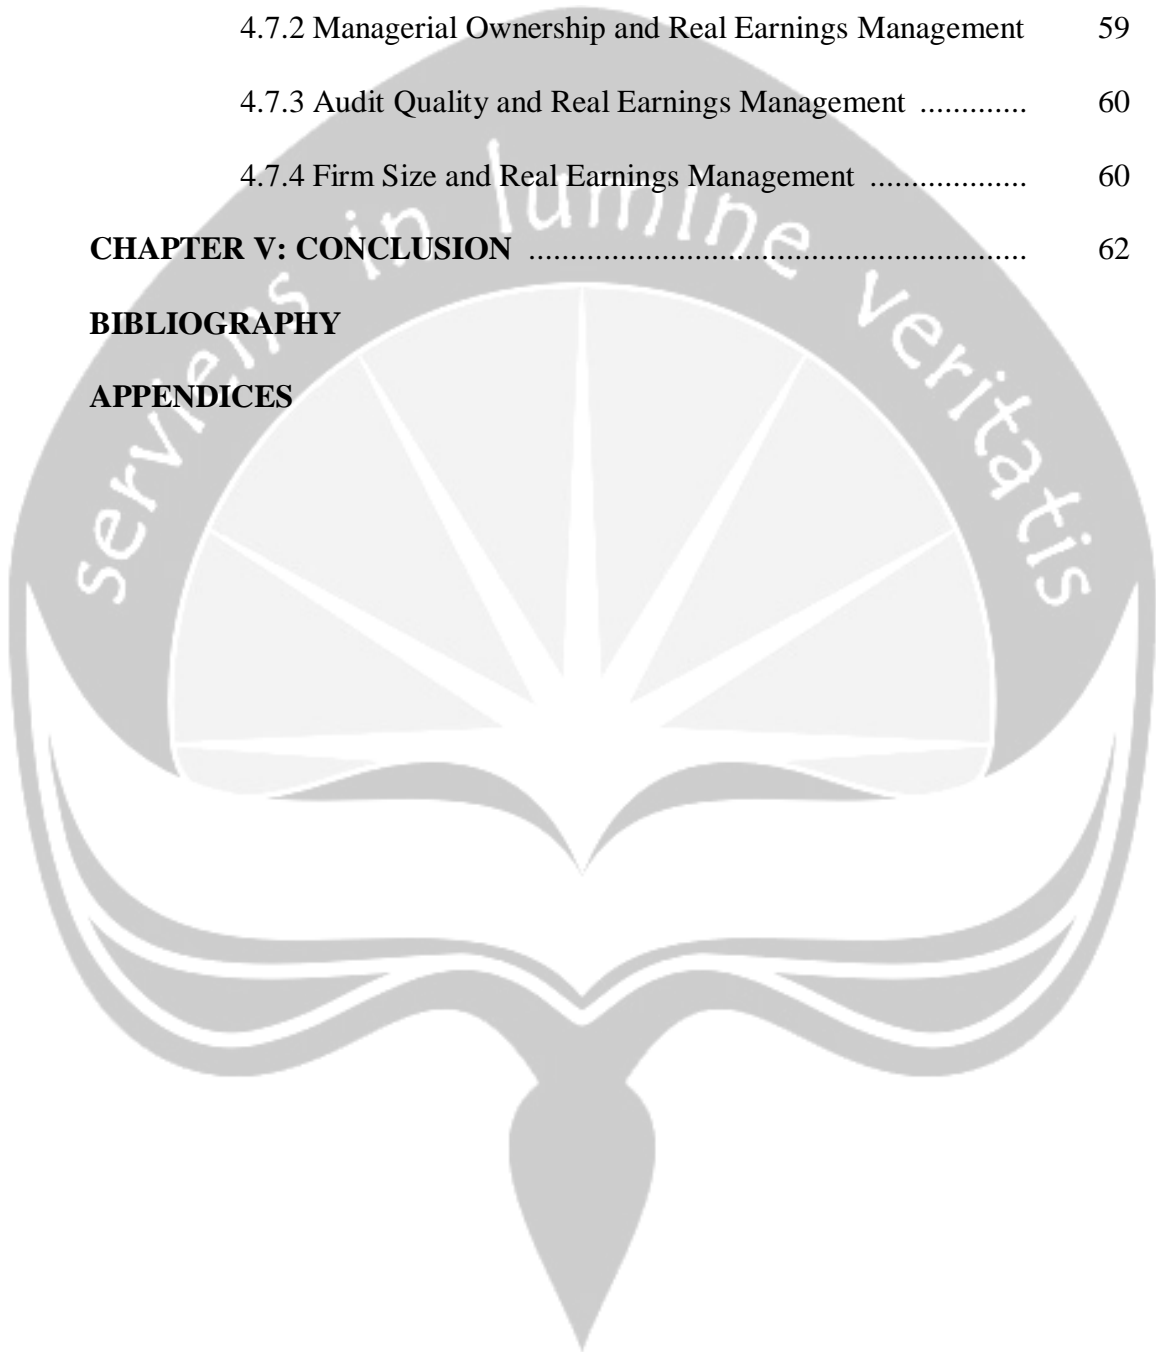 4.7.2 Managerial Ownership and Real Earnings Management 59
4.7.3 Audit Quality and Real Earnings Management ............. 60
4.7.4 Firm Size and Real Earnings Management ................... 60
CHAPTER V: CONCLUSION ....................................................... 62
BIBLIOGRAPHY
APPENDICES
serviens in lumine veritatis